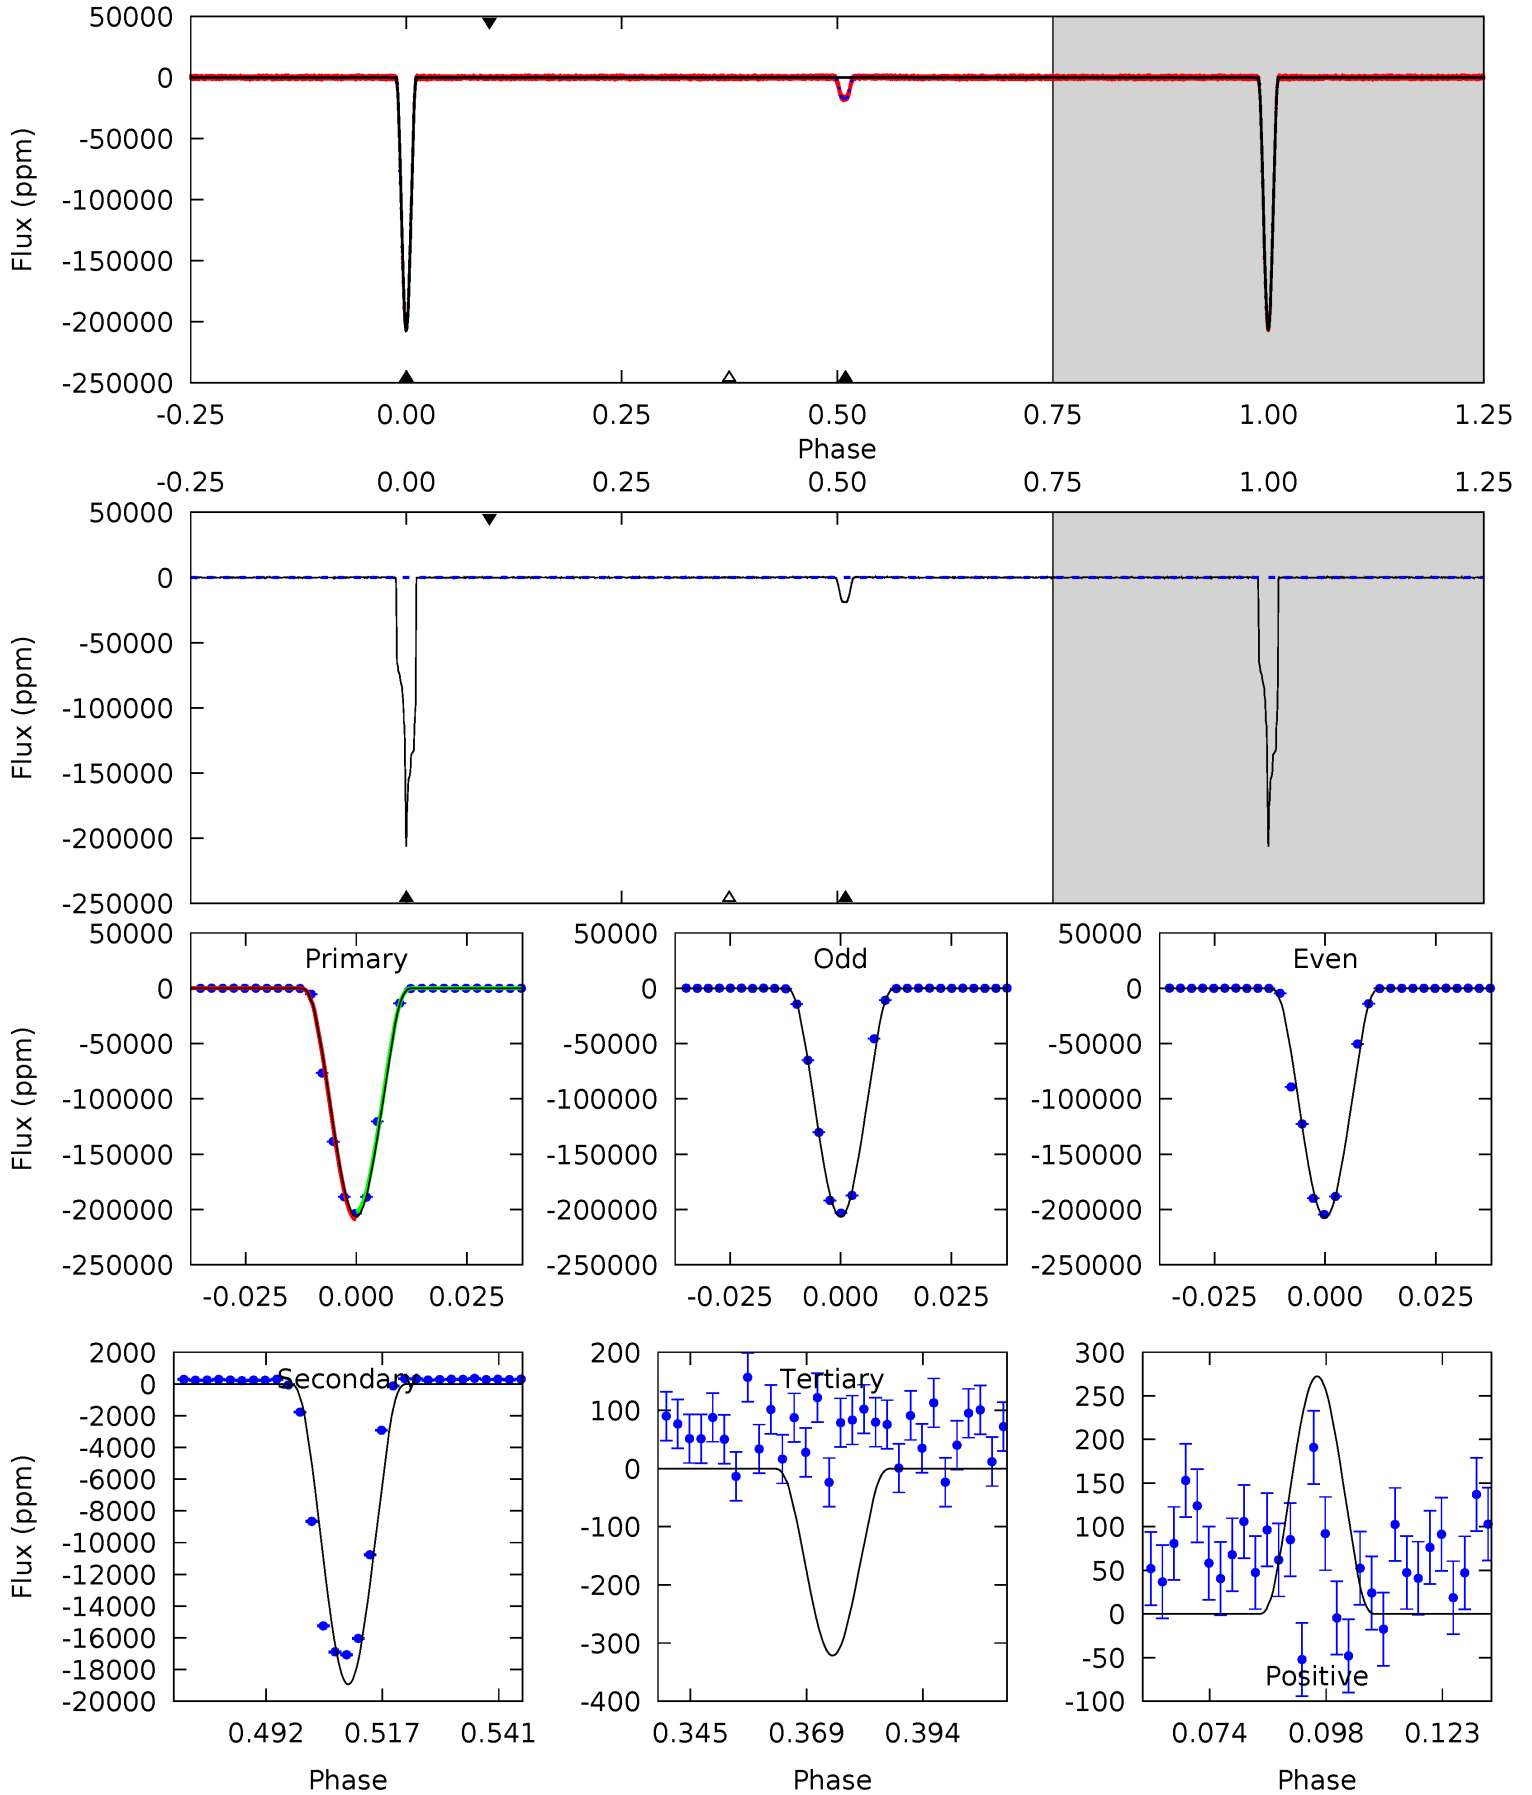 50000
0
-50000
-100000
-150000
-200000
-250000
Flux (ppm)
-0.25 0.00 0.25 0.50 0.75 1.00 1.25
Phase
-0.25 0.00 0.25 0.50 0.75 1.00 1.25
50000
0
-50000
-100000
-150000
-200000
-250000
Flux (ppm)
Primary
50000
0
-50000
-100000
-150000
-200000
-250000
Flux (ppm)
-0.025 0.000 0.025
Odd
50000
0
-50000
-100000
-150000
-200000
-250000
-0.025 0.000 0.025
Even
50000
0
-50000
-100000
-150000
-200000
-250000
-0.025 0.000 0.025
Secondary
2000
0
-2000
-4000
-6000
-8000
-10000
-12000
-14000
-16000
-18000
-20000
Flux (ppm)
0.492 0.517 0.541
Phase
Tertiary
200
100
0
-100
-200
-300
-400
0.345 0.369 0.394
Phase
300
250
200
150
100
50
0
-50
-100
Positive
0.074 0.098 0.123
Phase